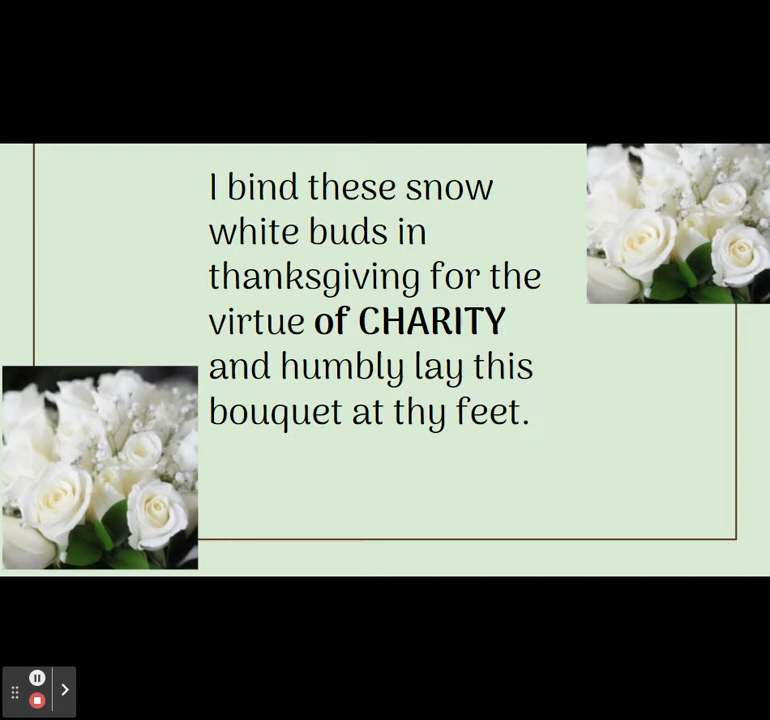 I bind these snow
white buds in
thanksgiving for the
virtue of CHARITY
and humbly lay this
bouquet at thy feet.